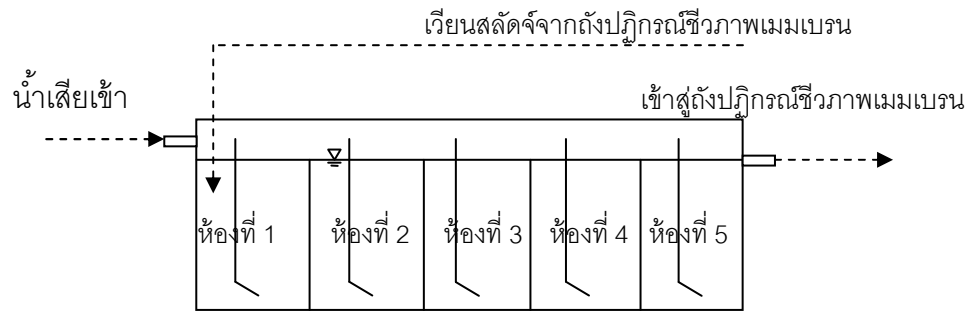 เวียนสลัดจ์จากถังปฏิกรณ์ชีวภาพเมมเบรน
น้ำเสียเข้า
เข้าสู่ถังปฏิกรณ์ชีวภาพเมมเบรน
ห้องที่ 1
ห้องที่ 2
ห้องที่ 3
ห้องที่ 4
ห้องที่ 5